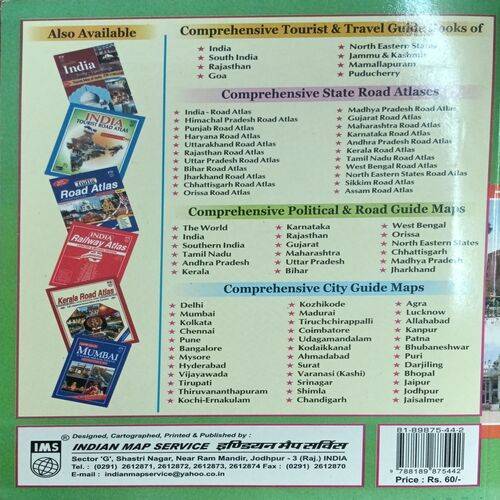 Also Available
India
INDIA
TOURIST ROAD ATLAS
Road Atlas
INDIA
Railway Atlas
Kerala Road Atlas
MUMBAI
Comprehensive Tourist & Travel Guide Books of
India
South India
Rajasthan
Goa
North Eastern States
Jammu & Kashmir
Mamallapuram
Puducherry
Comprehensive State Road Atlases
India - Road Atlas
Himachal Pradesh Road Atlas
Punjab Road Atlas
Haryana Road Atlas
Uttarakhand Road Atlas
Rajasthan Road Atlas
Uttar Pradesh Road Atlas
Bihar Road Atlas
Jharkhand Road Atlas
Chhattisgarh Road Atlas
Orissa Road Atlas
Madhya Pradesh Road Atlas
Gujarat Road Atlas
Maharashtra Road Atlas
Karnataka Road Atlas
Andhra Pradesh Road Atlas
Kerala Road Atlas
Tamil Nadu Road Atlas
West Bengal Road Atlas
North Eastern States Road Atlas
Sikkim Road Atlas
Assam Road Atlas
Comprehensive Political & Road Guide Maps
The World
India
Southern India
Tamil Nadu
Andhra Pradesh
Kerala
Karnataka
Rajasthan
Gujarat
Maharashtra
Uttar Pradesh
Bihar
West Bengal
Orissa
North Eastern States
Chhattisgarh
Madhya Pradesh
Jharkhand
Comprehensive City Guide Maps
Delhi
Mumbai
Kolkata
Chennai
Pune
Bangalore
Mysore
Hyderabad
Vijayawada
Tirupati
Thiruvananthapuram
Kochi-Ernakulam
Kozhikode
Madurai
Tiruchchirappalli
Coimbatore
Udagamandalam
Kodaikkanal
Ahmadabad
Surat
Varanasi (Kashi)
Srinagar
Shimla
Chandigarh
Agra
Lucknow
Allahabad
Kanpur
Patna
Bhubaneshwar
Puri
Darjiling
Bhopal
Jaipur
Jodhpur
Jaisalmer
IMS
Designed, Cartographed, Printed & Published by :
INDIAN MAP SERVICE इण्डियन मैप सर्विस
Sector 'G', Shastri Nagar, Near Ram Mandir, Jodhpur - 3 (Raj.) INDIA
Tel. : (0291) 2612871, 2612872, 2612873, 2612874 Fax : (0291) 2612870
E-mail : indianmapservice@yahoo.co.in
81-89875-44-2
9 788189 875442
Price : Rs. 60/-